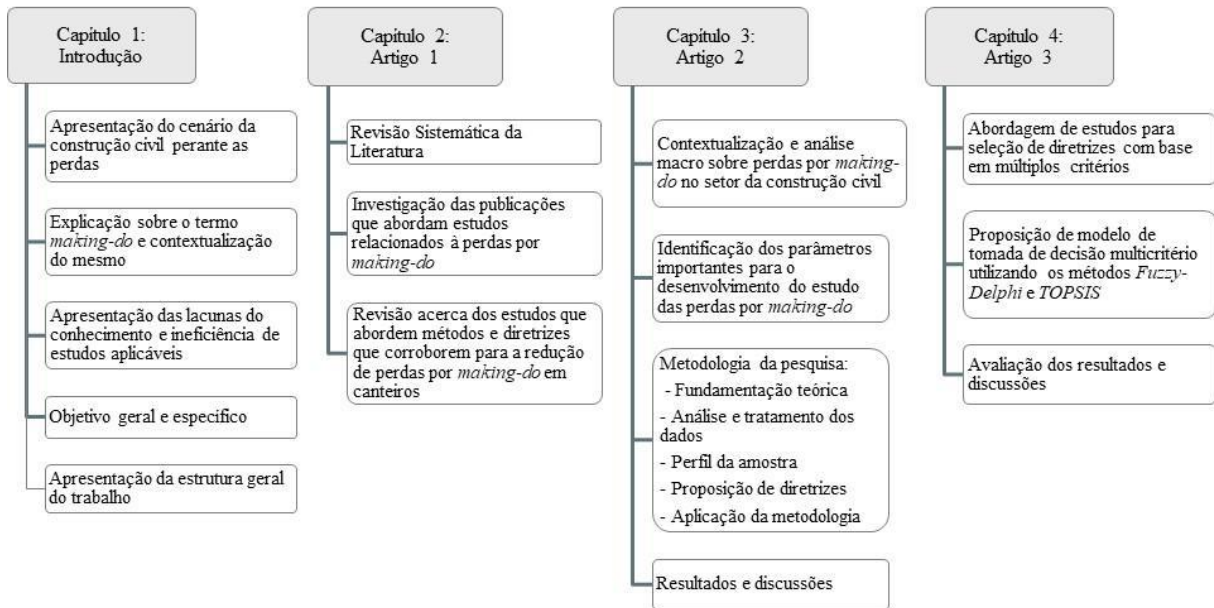 Capítulo 1:
Introdução
Apresentação do cenário da
construção civil perante as
perdas
Explicação sobre o termo
making-do e contextualização
do mesmo
Apresentação das lacunas do
conhecimento e ineficiência de
estudos aplicáveis
Objetivo geral e específico
Apresentação da estrutura geral
do trabalho
Capítulo 2:
Artigo 1
Revisão Sistemática da
Literatura
Investigação das publicações
que abordam estudos
relacionados à perdas por
making-do
Revisão acerca dos estudos que
abordem métodos e diretrizes
que corroborem para a redução
de perdas por making-do em
canteiros
Capítulo 3:
Artigo 2
Contextualização e análise
macro sobre perdas por making-
do no setor da construção civil
Identificação dos parâmetros
importantes para o
desenvolvimento do estudo
das perdas por making-do
Metodologia da pesquisa:
- Fundamentação teórica
- Análise e tratamento dos
dados
- Perfil da amostra
- Proposição de diretrizes
- Aplicação da metodologia
Resultados e discussões
Capítulo 4:
Artigo 3
Abordagem de estudos para
seleção de diretrizes com base
em múltiplos critérios
Proposição de modelo de
tomada de decisão multicritério
utilizando os métodos Fuzzy-
Delphi e TOPSIS
Avaliação dos resultados e
discussões